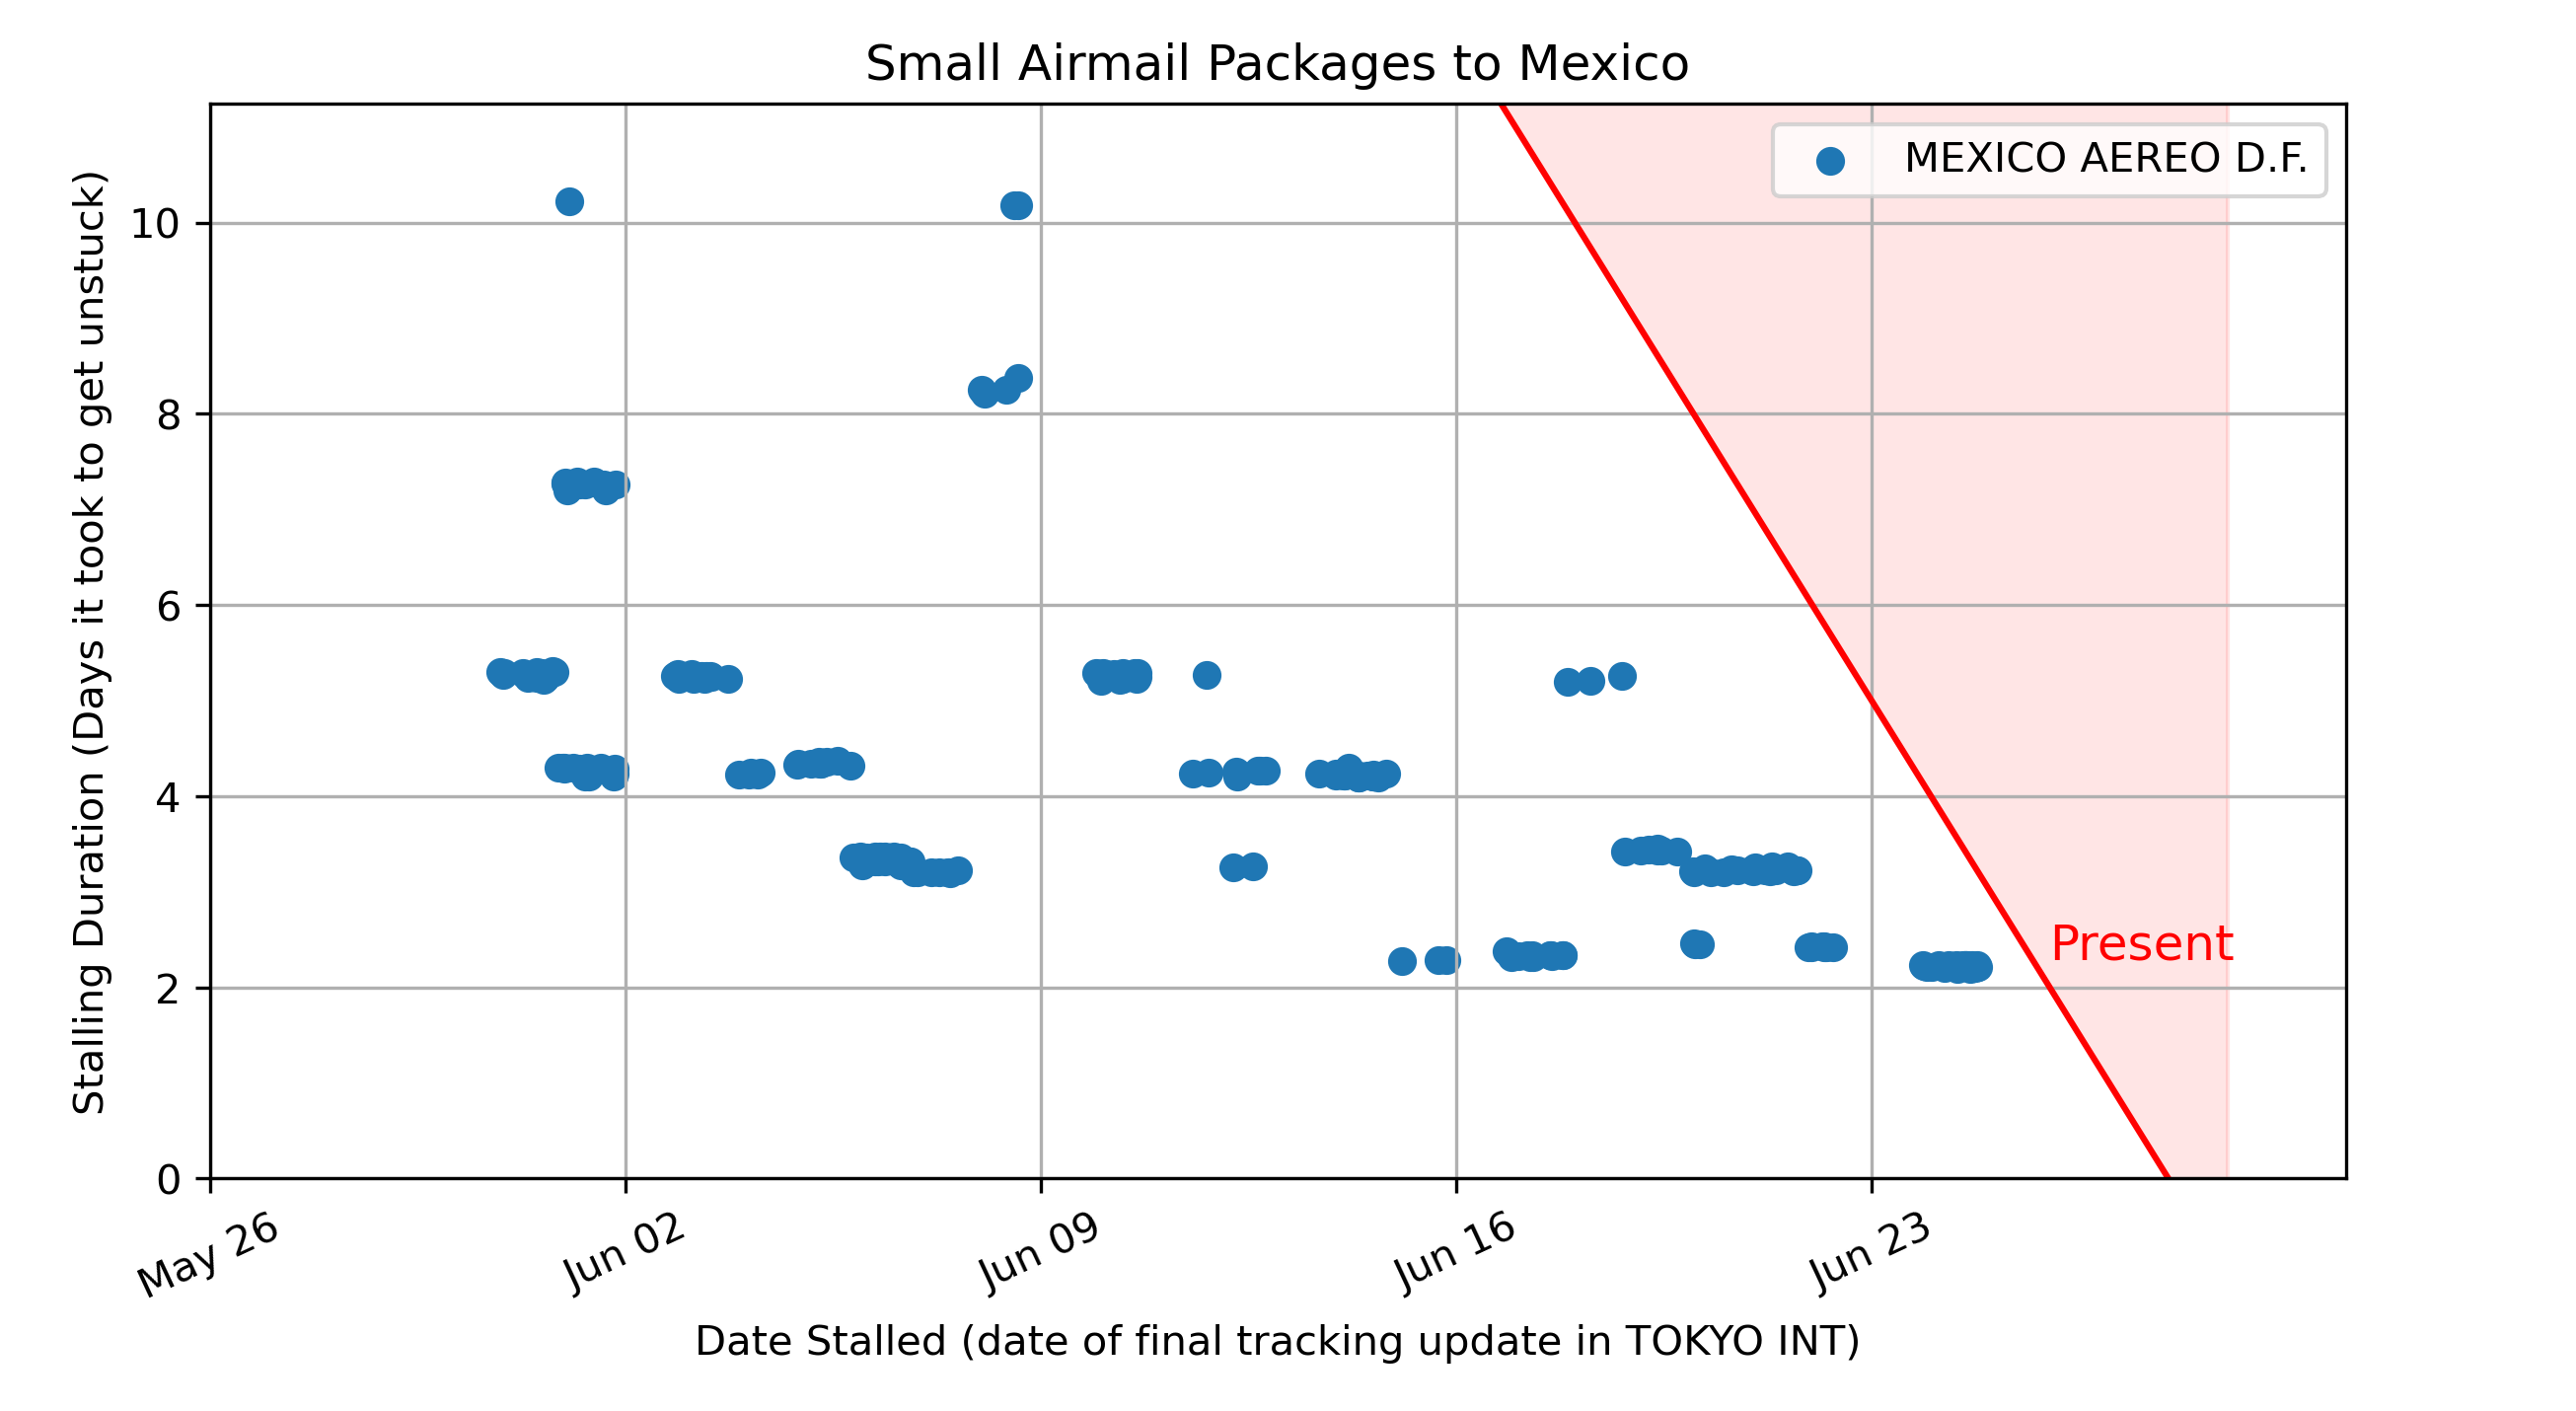 Small Airmail Packages to Mexico
MEXICO AEREO D.F.
Stalling Duration (Days it took to get unstuck)
10
8
6
4
2
0
Present
May 26
Jun 02
Jun 09
Jun 16
Jun 23
Date Stalled (date of final tracking update in TOKYO INT)